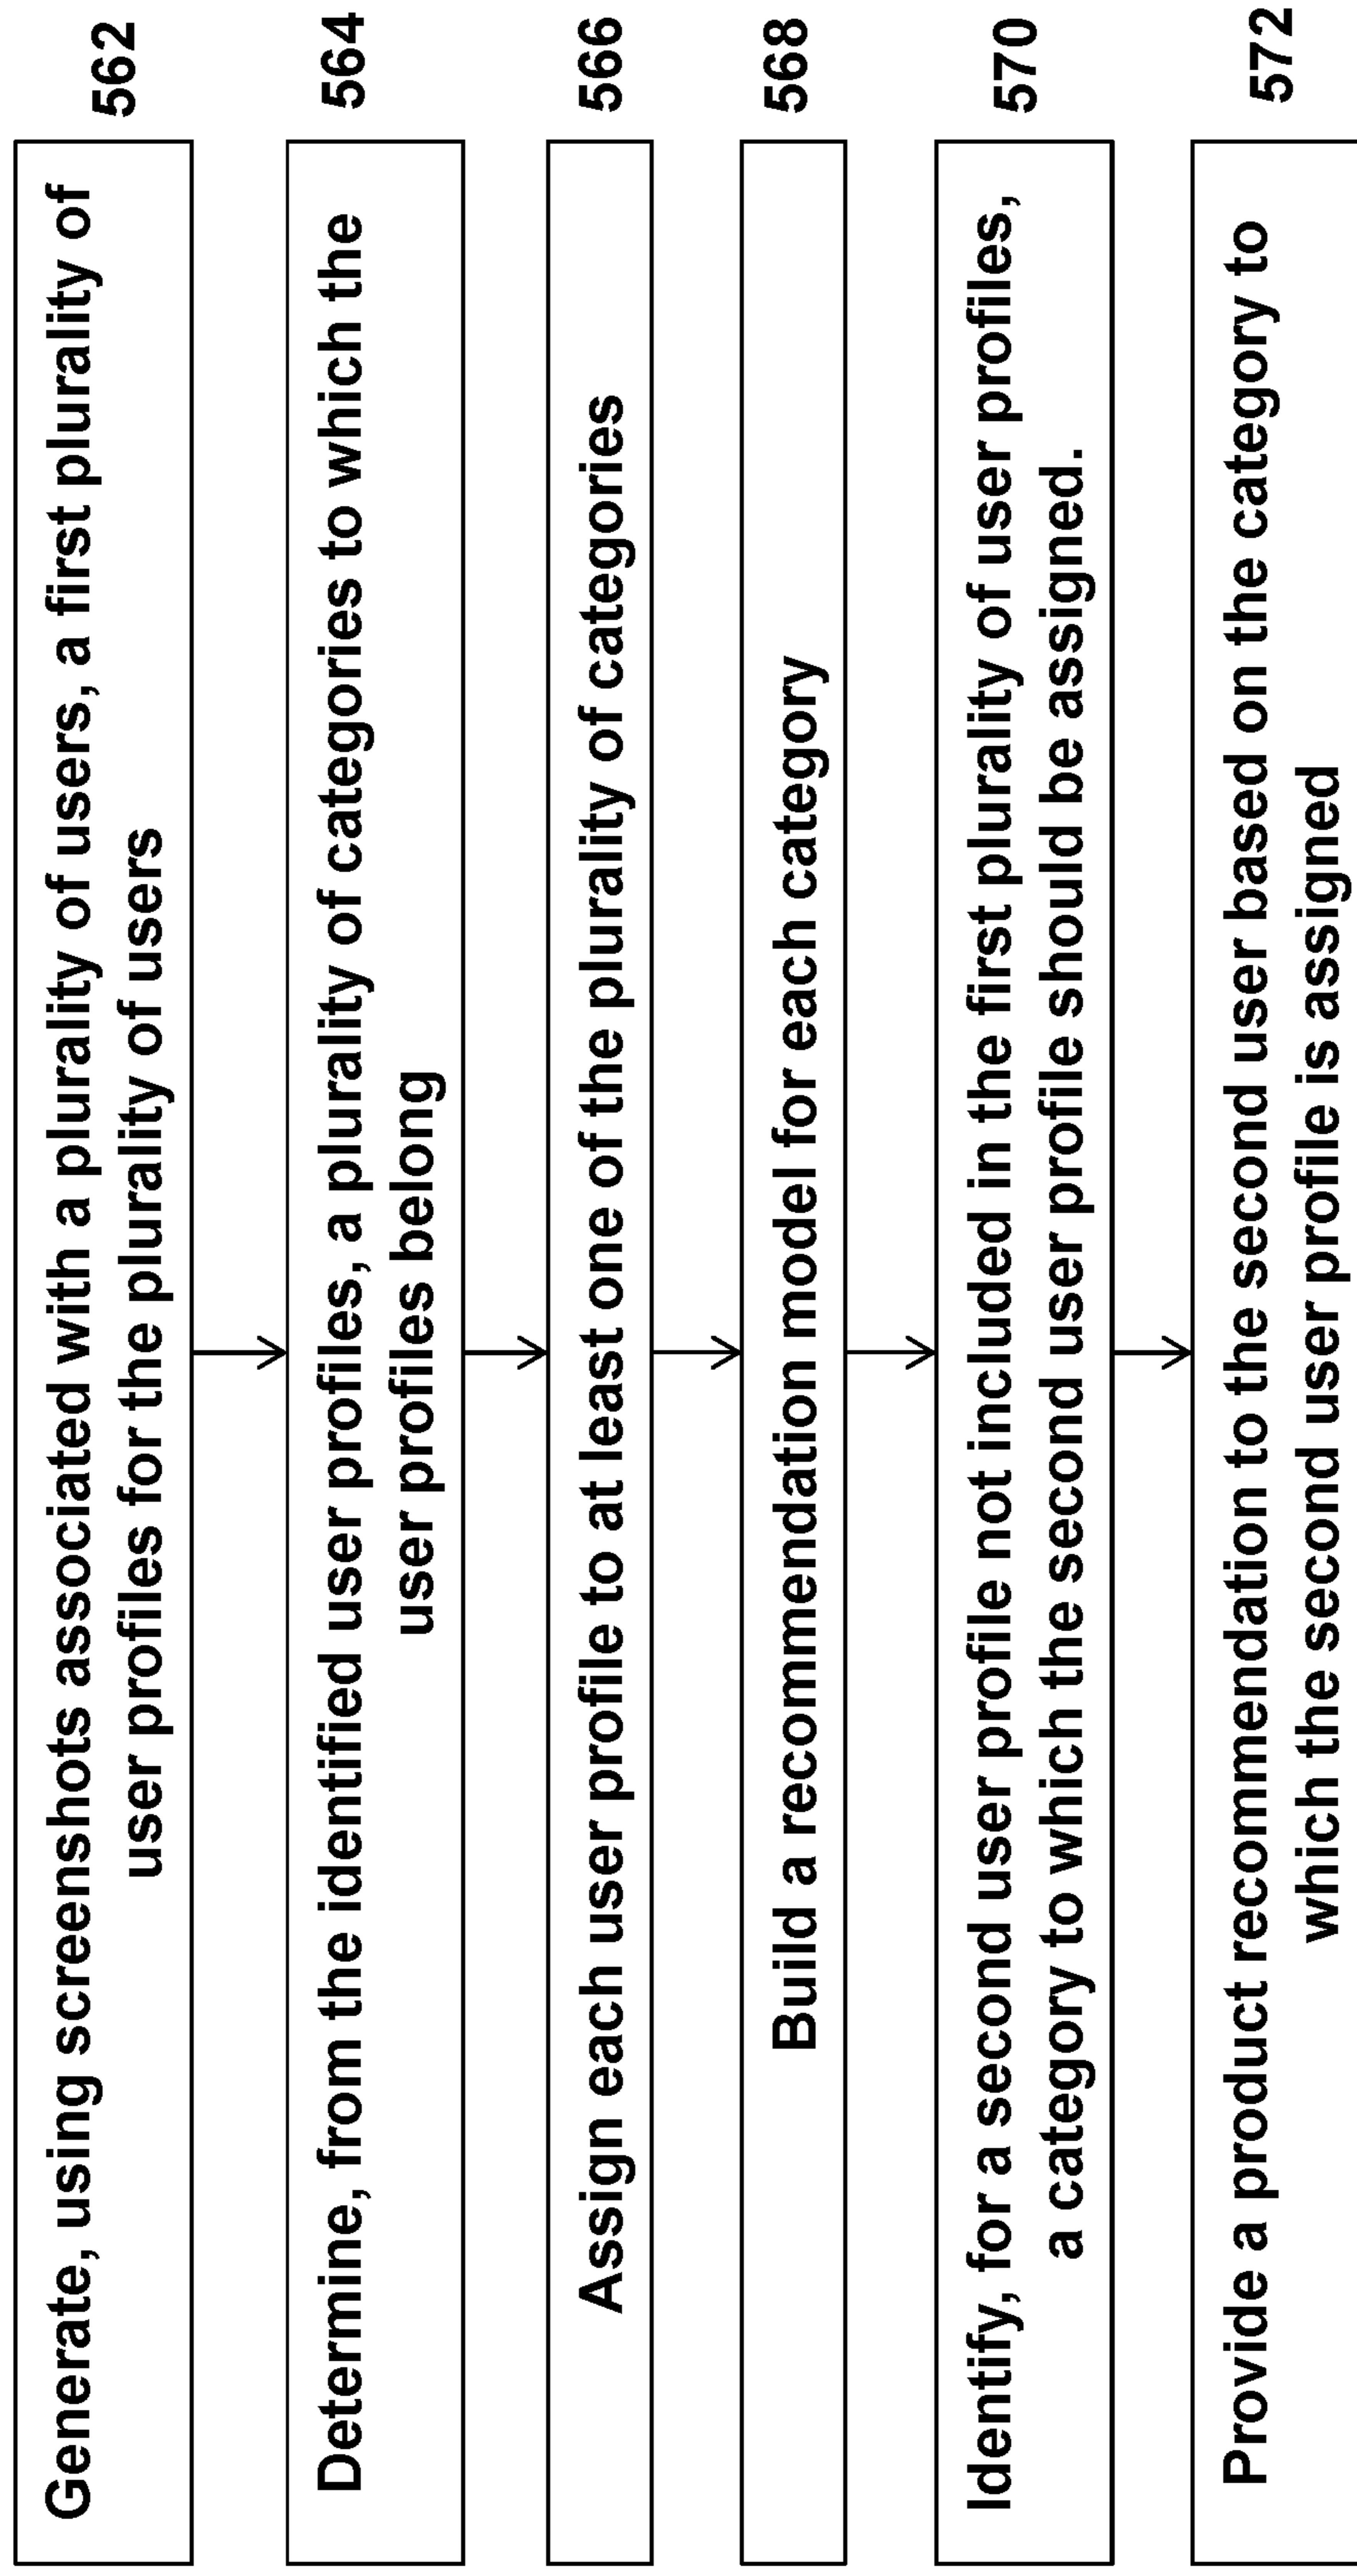 Generate, using screenshots associated with a plurality of users, a first plurality of
user profiles for the plurality of users
562
Determine, from the identified user profiles, a plurality of categories to which the
user profiles belong
564
Assign each user profile to at least one of the plurality of categories
566
Build a recommendation model for each category
568
Identify, for a second user profile not included in the first plurality of user profiles,
a category to which the second user profile should be assigned.
570
Provide a product recommendation to the second user based on the category to
which the second user profile is assigned
572